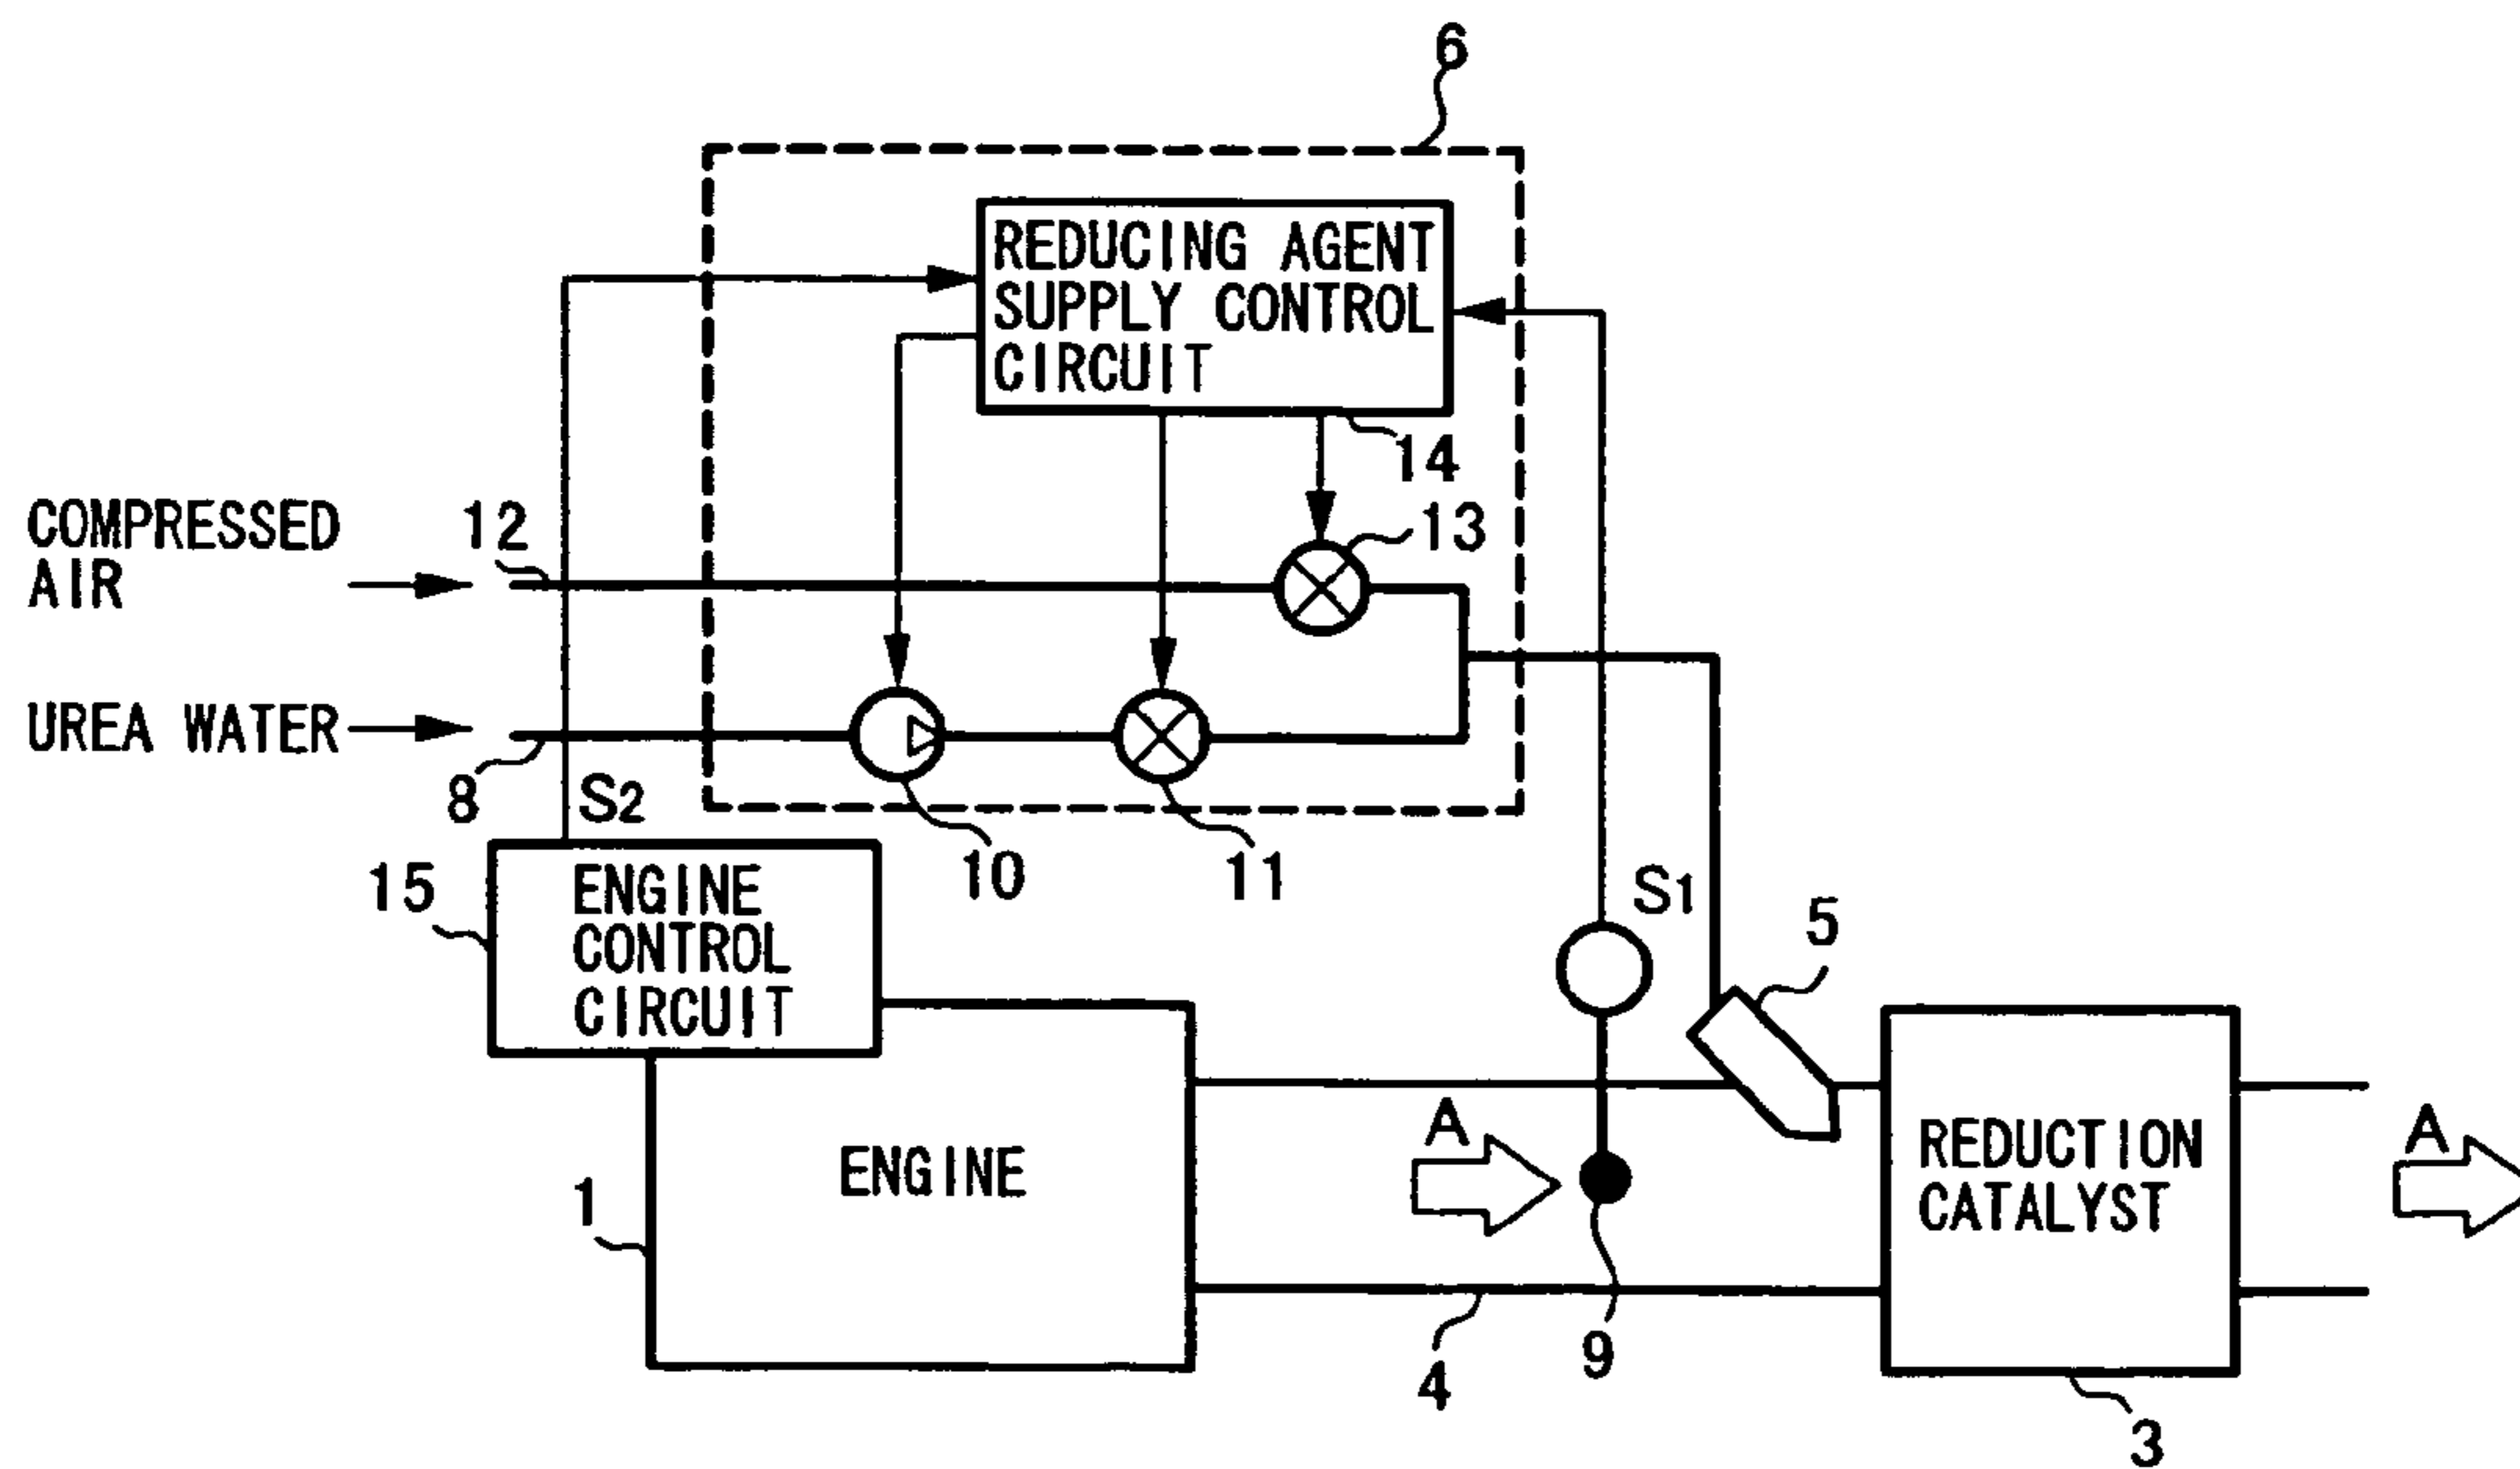 6
REDUCING AGENT
SUPPLY CONTROL
CIRCUIT
14
13
COMPRESSED
AIR
12
UREA WATER
8
S2
10
11
15
ENGINE
CONTROL
CIRCUIT
S1
5
A
ENGINE
1
REDUCTION
CATALYST
A
9
4
3